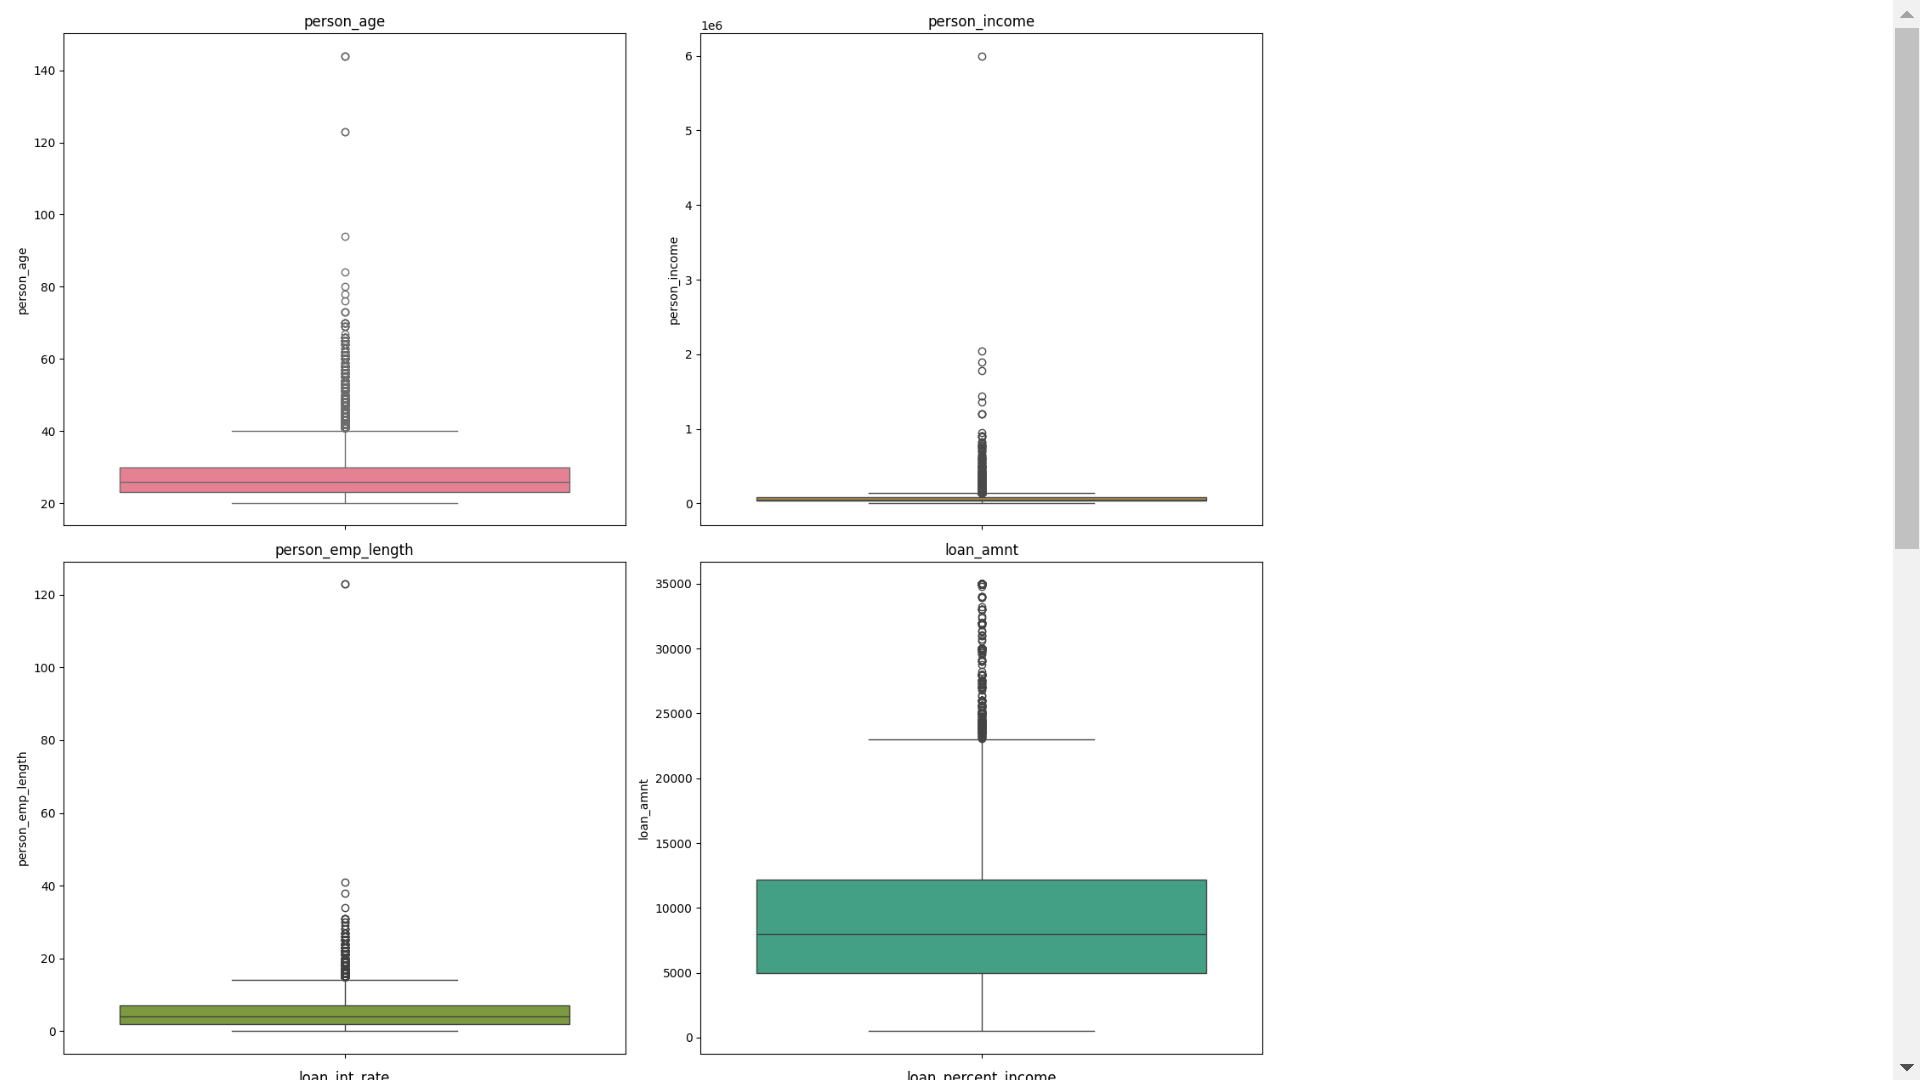 person_age
person_income
1e6
140
120
100
80
60
40
20
person_age
6
5
4
3
2
1
0
person_income
person_emp_length
loan_amnt
120
100
80
60
40
20
0
person_emp_length
35000
30000
25000
20000
15000
10000
5000
0
loan_amnt
loan_int_rate
loan_percent_income